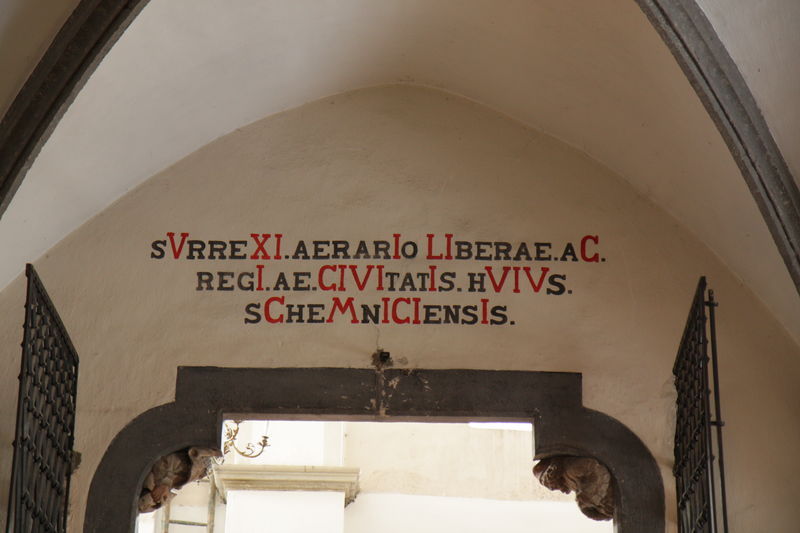 SVRREXI.AERARIO LIBERAE.AC.
REGI.AE.CIVITATIS.HVIVS.
SCHEMNICIENSIS.